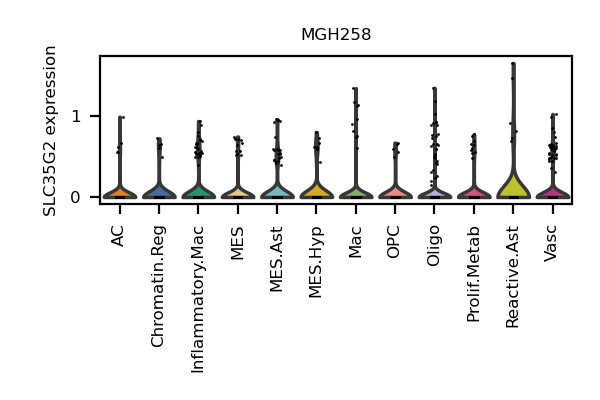 MGH258
SLC35G2 expression
1
0
AC
Chromatin.Reg
Inflammatory.Mac
MES
MES.Ast
MES.Hyp
Mac
OPC
Oligo
Prolif.Metab
Reactive.Ast
Vasc